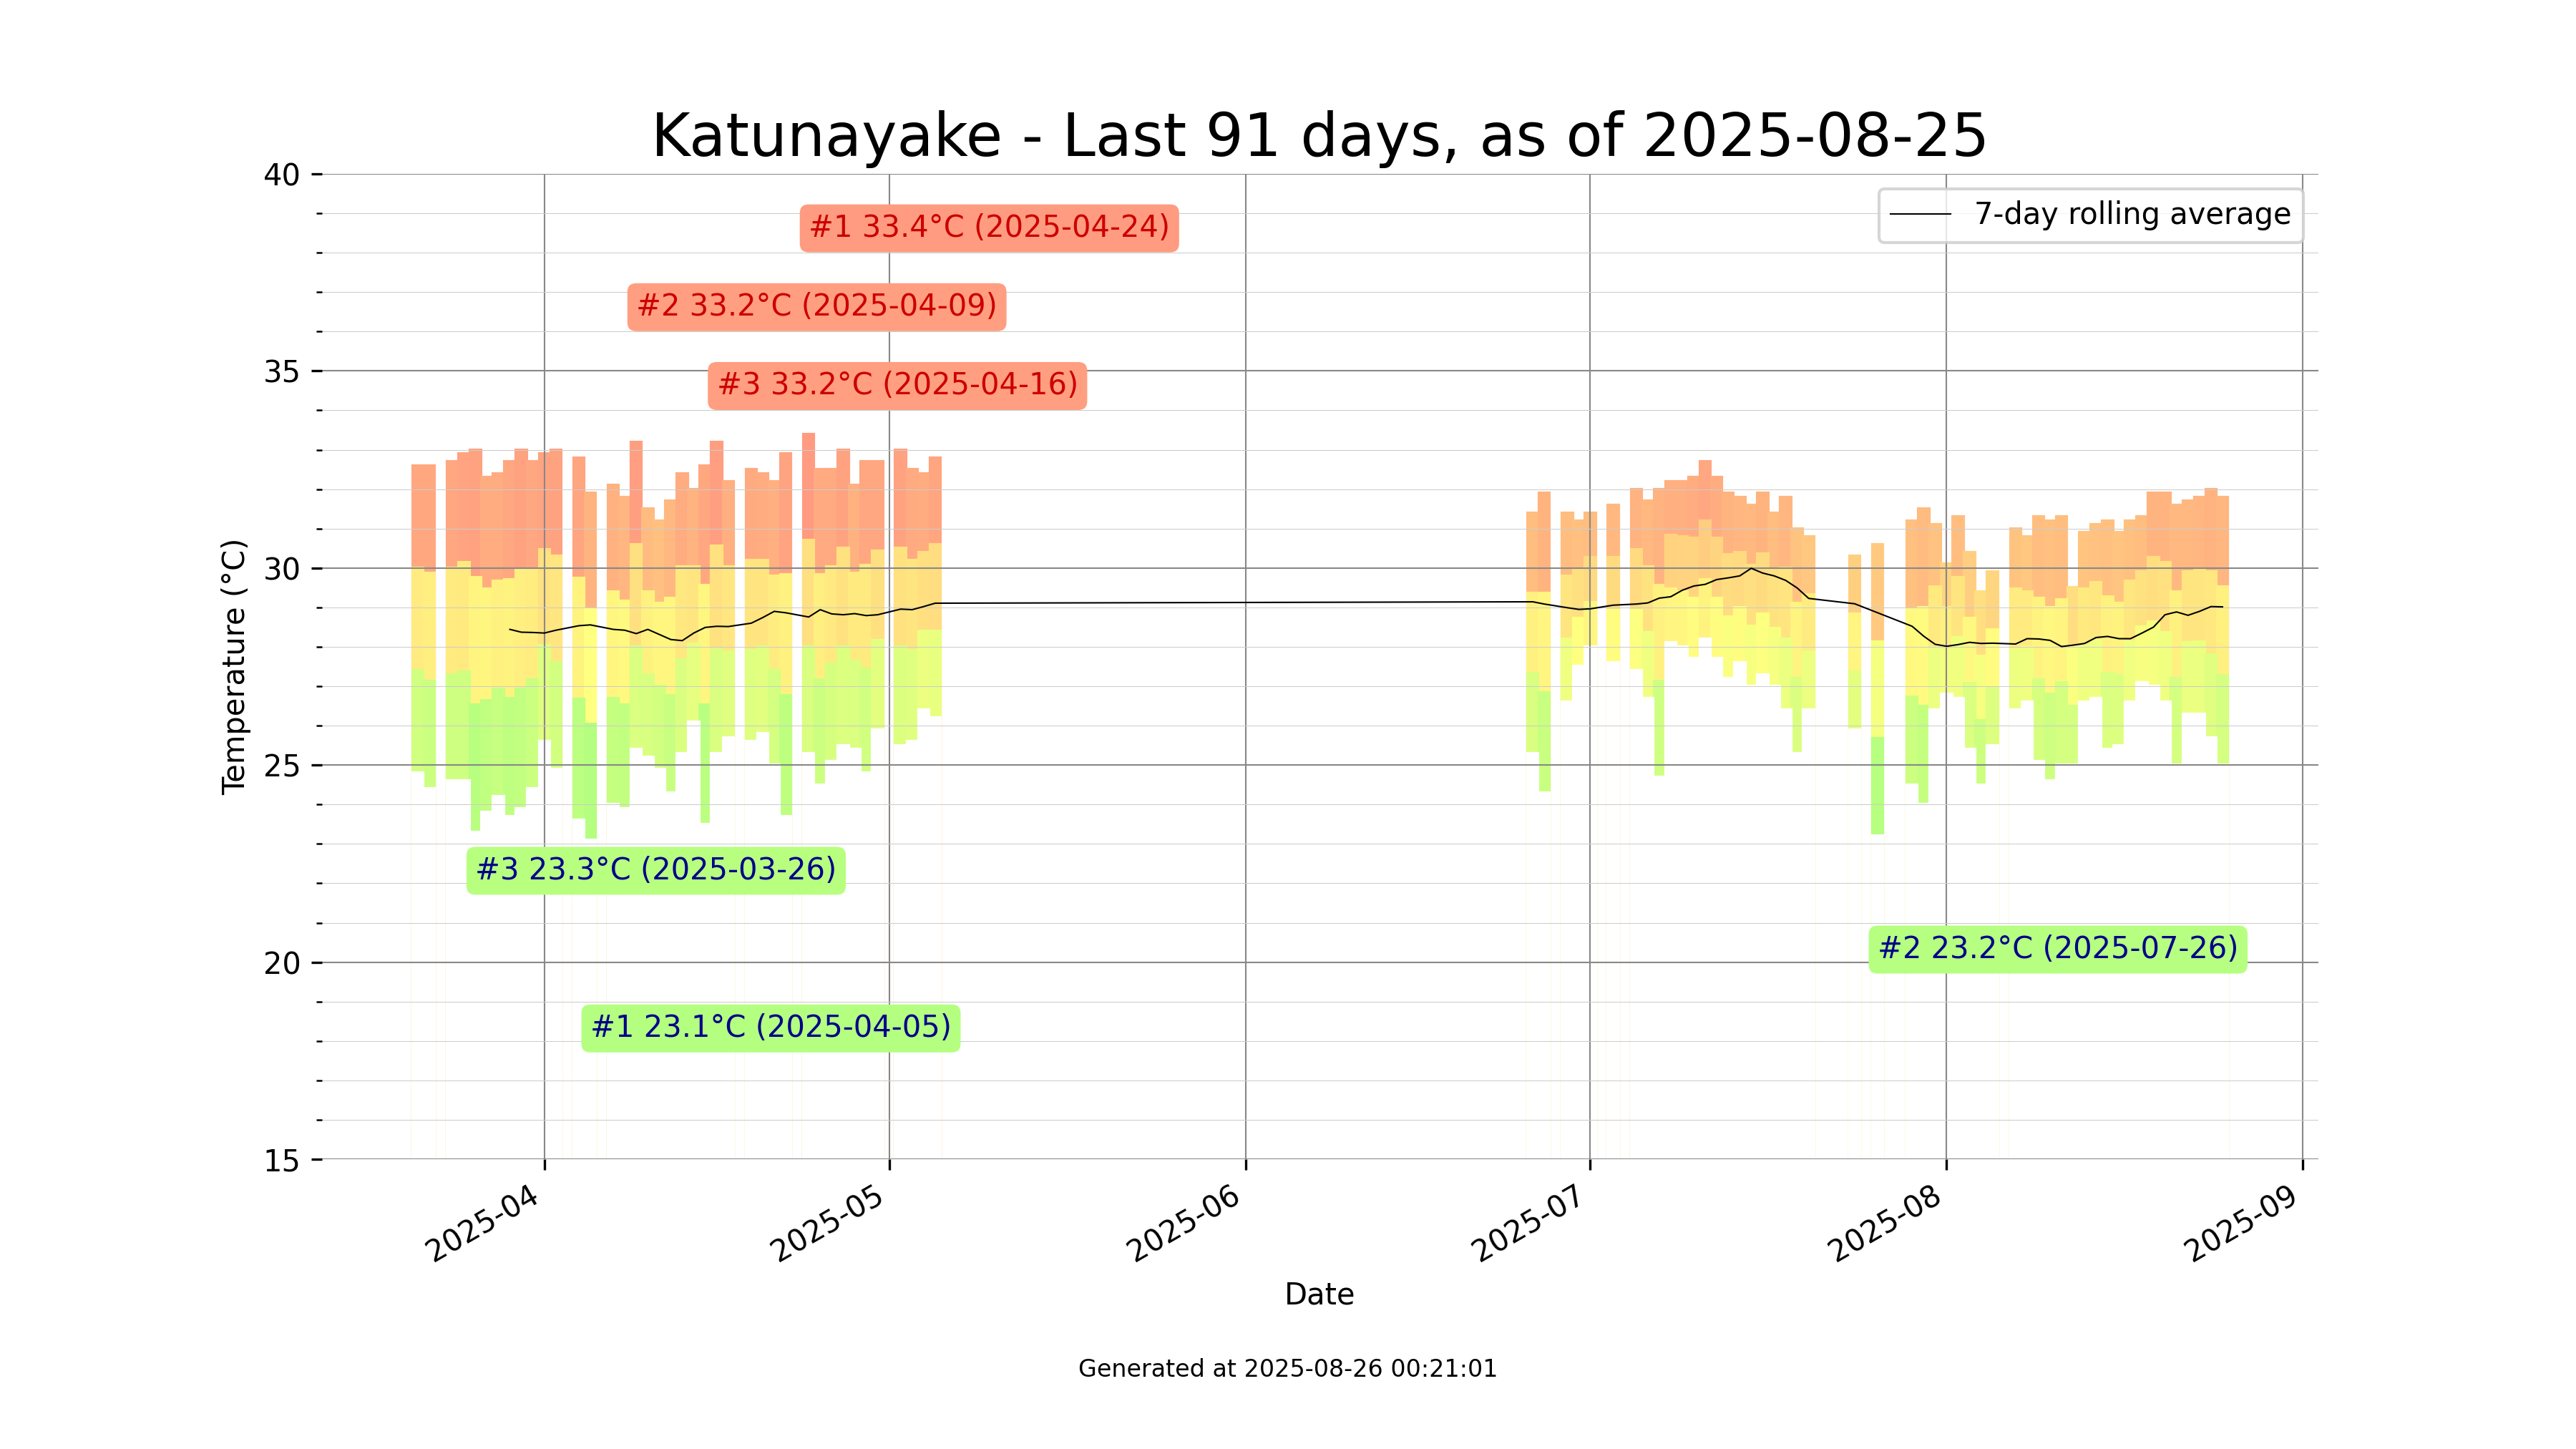 Katunayake - Last 91 days, as of 2025-08-25
7-day rolling average
#1 33.4°C (2025-04-24)
#2 33.2°C (2025-04-09)
#3 33.2°C (2025-04-16)
#3 23.3°C (2025-03-26)
#2 23.2°C (2025-07-26)
#1 23.1°C (2025-04-05)
40
35
30
25
20
15
Temperature (°C)
2025-04
2025-05
2025-06
2025-07
2025-08
2025-09
Date
Generated at 2025-08-26 00:21:01